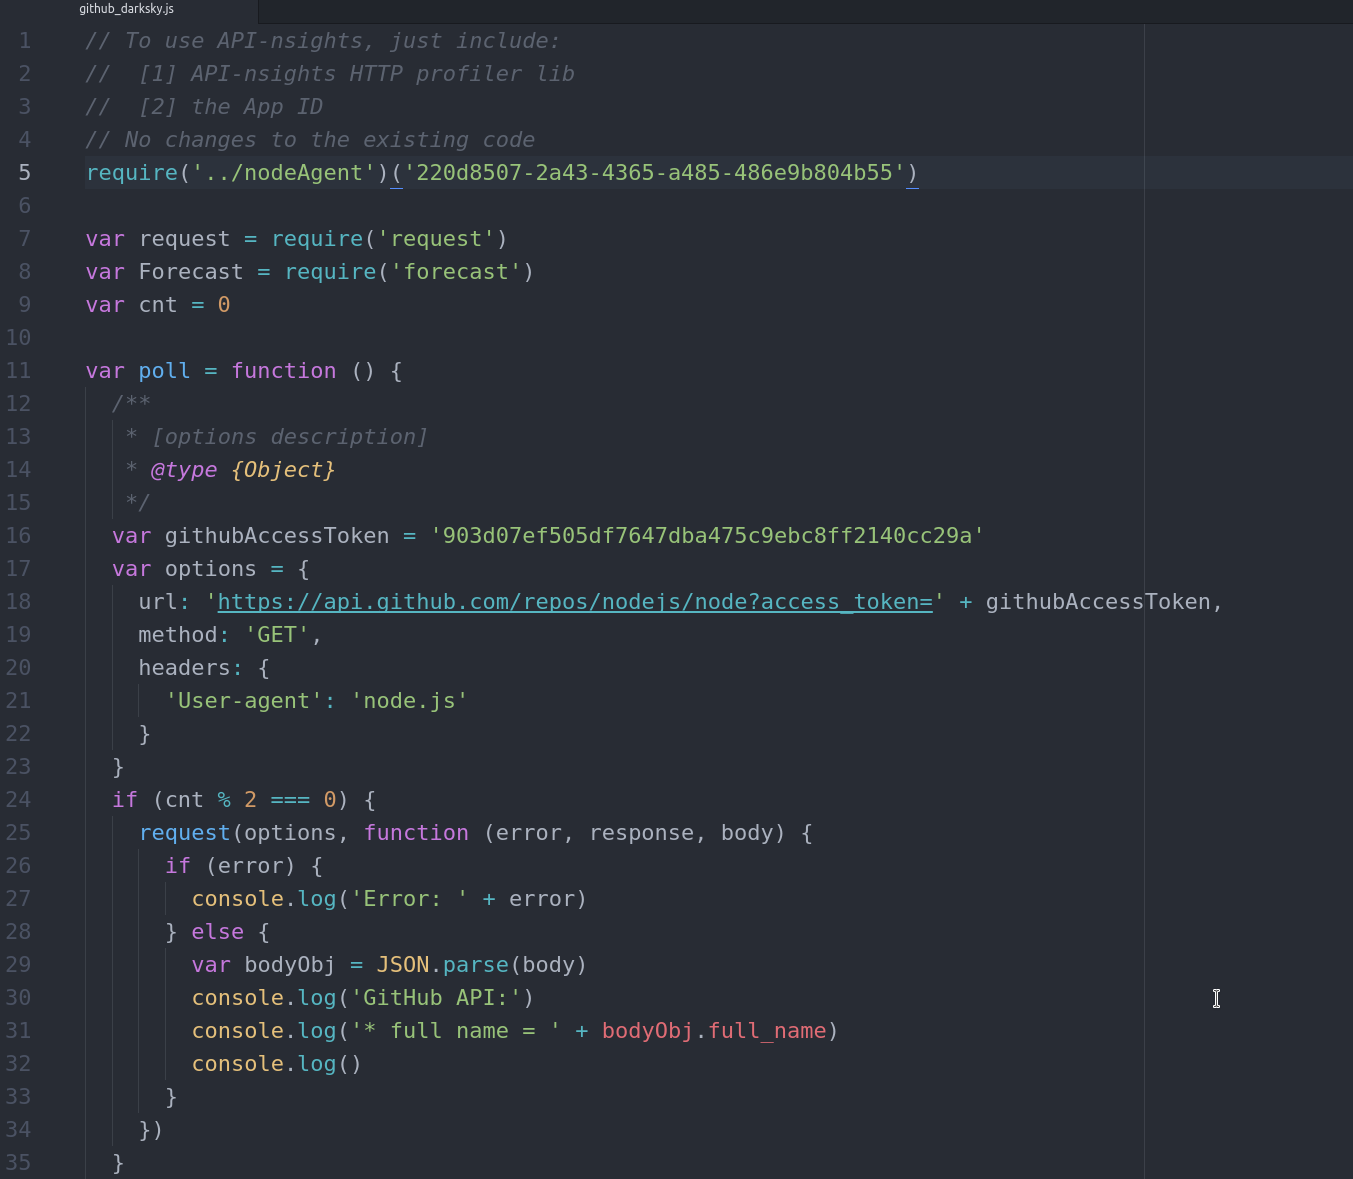 github_darksky.js
1 // To use API-nsights, just include:
2 //  [1] API-nsights HTTP profiler lib
3 //  [2] the App ID
4 // No changes to the existing code
5 require('../nodeAgent')('220d8507-2a43-4365-a485-486e9b804b55')
6
7 var request = require('request')
8 var Forecast = require('forecast')
9 var cnt = 0
10
11 var poll = function () {
12   /**
13    * [options description]
14    * @type {Object}
15    */
16   var githubAccessToken = '903d07ef505df7647dba475c9ebc8ff2140cc29a'
17   var options = {
18     url: 'https://api.github.com/repos/nodejs/node?access_token=' + githubAccessToken,
19     method: 'GET',
20     headers: {
21       'User-agent': 'node.js'
22     }
23   }
24   if (cnt % 2 === 0) {
25     request(options, function (error, response, body) {
26       if (error) {
27         console.log('Error: ' + error)
28       } else {
29         var bodyObj = JSON.parse(body)
30         console.log('GitHub API:')
31         console.log('* full name = ' + bodyObj.full_name)
32         console.log()
33       }
34     })
35   }